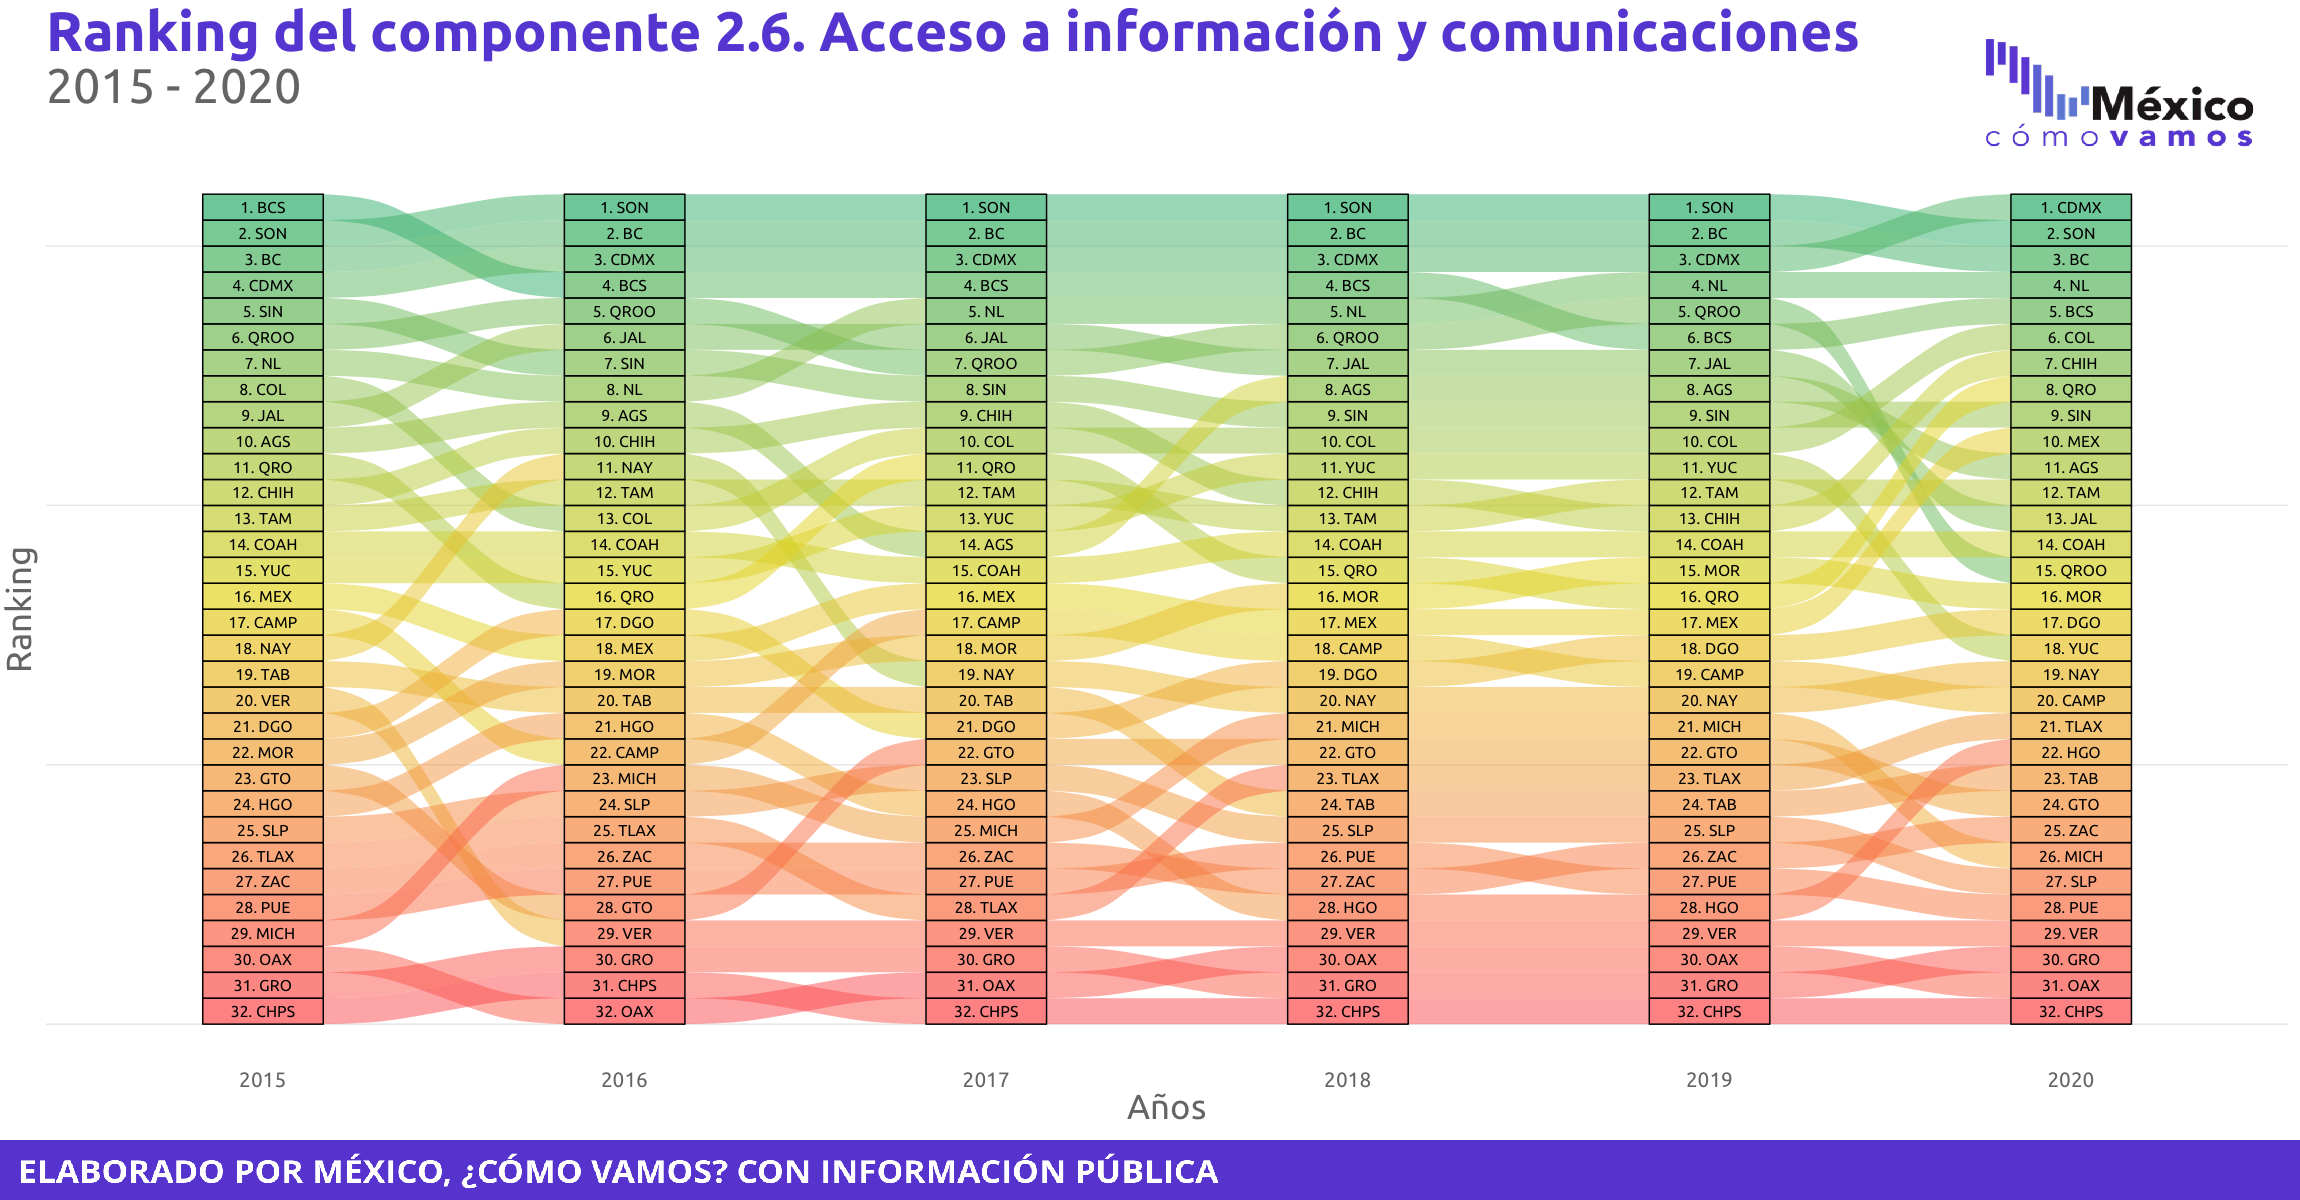 Ranking del componente 2.6. Acceso a información y comunicaciones
2015 - 2020
México
cómo vamos
Ranking
1. BCS
2. SON
3. BC
4. CDMX
5. SIN
6. QROO
7. NL
8. COL
9. JAL
10. AGS
11. QRO
12. CHIH
13. TAM
14. COAH
15. YUC
16. MEX
17. CAMP
18. NAY
19. TAB
20. VER
21. DGO
22. MOR
23. GTO
24. HGO
25. SLP
26. TLAX
27. ZAC
28. PUE
29. MICH
30. OAX
31. GRO
32. CHPS
1. SON
2. BC
3. CDMX
4. BCS
5. QROO
6. JAL
7. SIN
8. NL
9. AGS
10. CHIH
11. NAY
12. TAM
13. COL
14. COAH
15. YUC
16. QRO
17. DGO
18. MEX
19. MOR
20. TAB
21. HGO
22. CAMP
23. MICH
24. SLP
25. TLAX
26. ZAC
27. PUE
28. GTO
29. VER
30. GRO
31. CHPS
32. OAX
1. SON
2. BC
3. CDMX
4. BCS
5. NL
6. JAL
7. QROO
8. SIN
9. CHIH
10. COL
11. QRO
12. TAM
13. YUC
14. AGS
15. COAH
16. MEX
17. CAMP
18. MOR
19. NAY
20. TAB
21. DGO
22. GTO
23. SLP
24. HGO
25. MICH
26. ZAC
27. PUE
28. TLAX
29. VER
30. GRO
31. OAX
32. CHPS
1. SON
2. BC
3. CDMX
4. BCS
5. NL
6. QROO
7. JAL
8. AGS
9. SIN
10. COL
11. YUC
12. CHIH
13. TAM
14. COAH
15. QRO
16. MOR
17. MEX
18. CAMP
19. DGO
20. NAY
21. MICH
22. GTO
23. TLAX
24. TAB
25. SLP
26. PUE
27. ZAC
28. HGO
29. VER
30. OAX
31. GRO
32. CHPS
1. SON
2. BC
3. CDMX
4. NL
5. QROO
6. BCS
7. JAL
8. AGS
9. SIN
10. COL
11. YUC
12. TAM
13. CHIH
14. COAH
15. MOR
16. QRO
17. MEX
18. DGO
19. CAMP
20. NAY
21. MICH
22. GTO
23. TLAX
24. TAB
25. SLP
26. ZAC
27. PUE
28. HGO
29. VER
30. OAX
31. GRO
32. CHPS
1. CDMX
2. SON
3. BC
4. NL
5. BCS
6. COL
7. CHIH
8. QRO
9. SIN
10. MEX
11. AGS
12. TAM
13. JAL
14. COAH
15. QROO
16. MOR
17. DGO
18. YUC
19. NAY
20. CAMP
21. TLAX
22. HGO
23. TAB
24. GTO
25. ZAC
26. MICH
27. SLP
28. PUE
29. VER
30. GRO
31. OAX
32. CHPS
2015 2016 2017 2018 2019 2020
Años
ELABORADO POR MÉXICO, ¿CÓMO VAMOS? CON INFORMACIÓN PÚBLICA